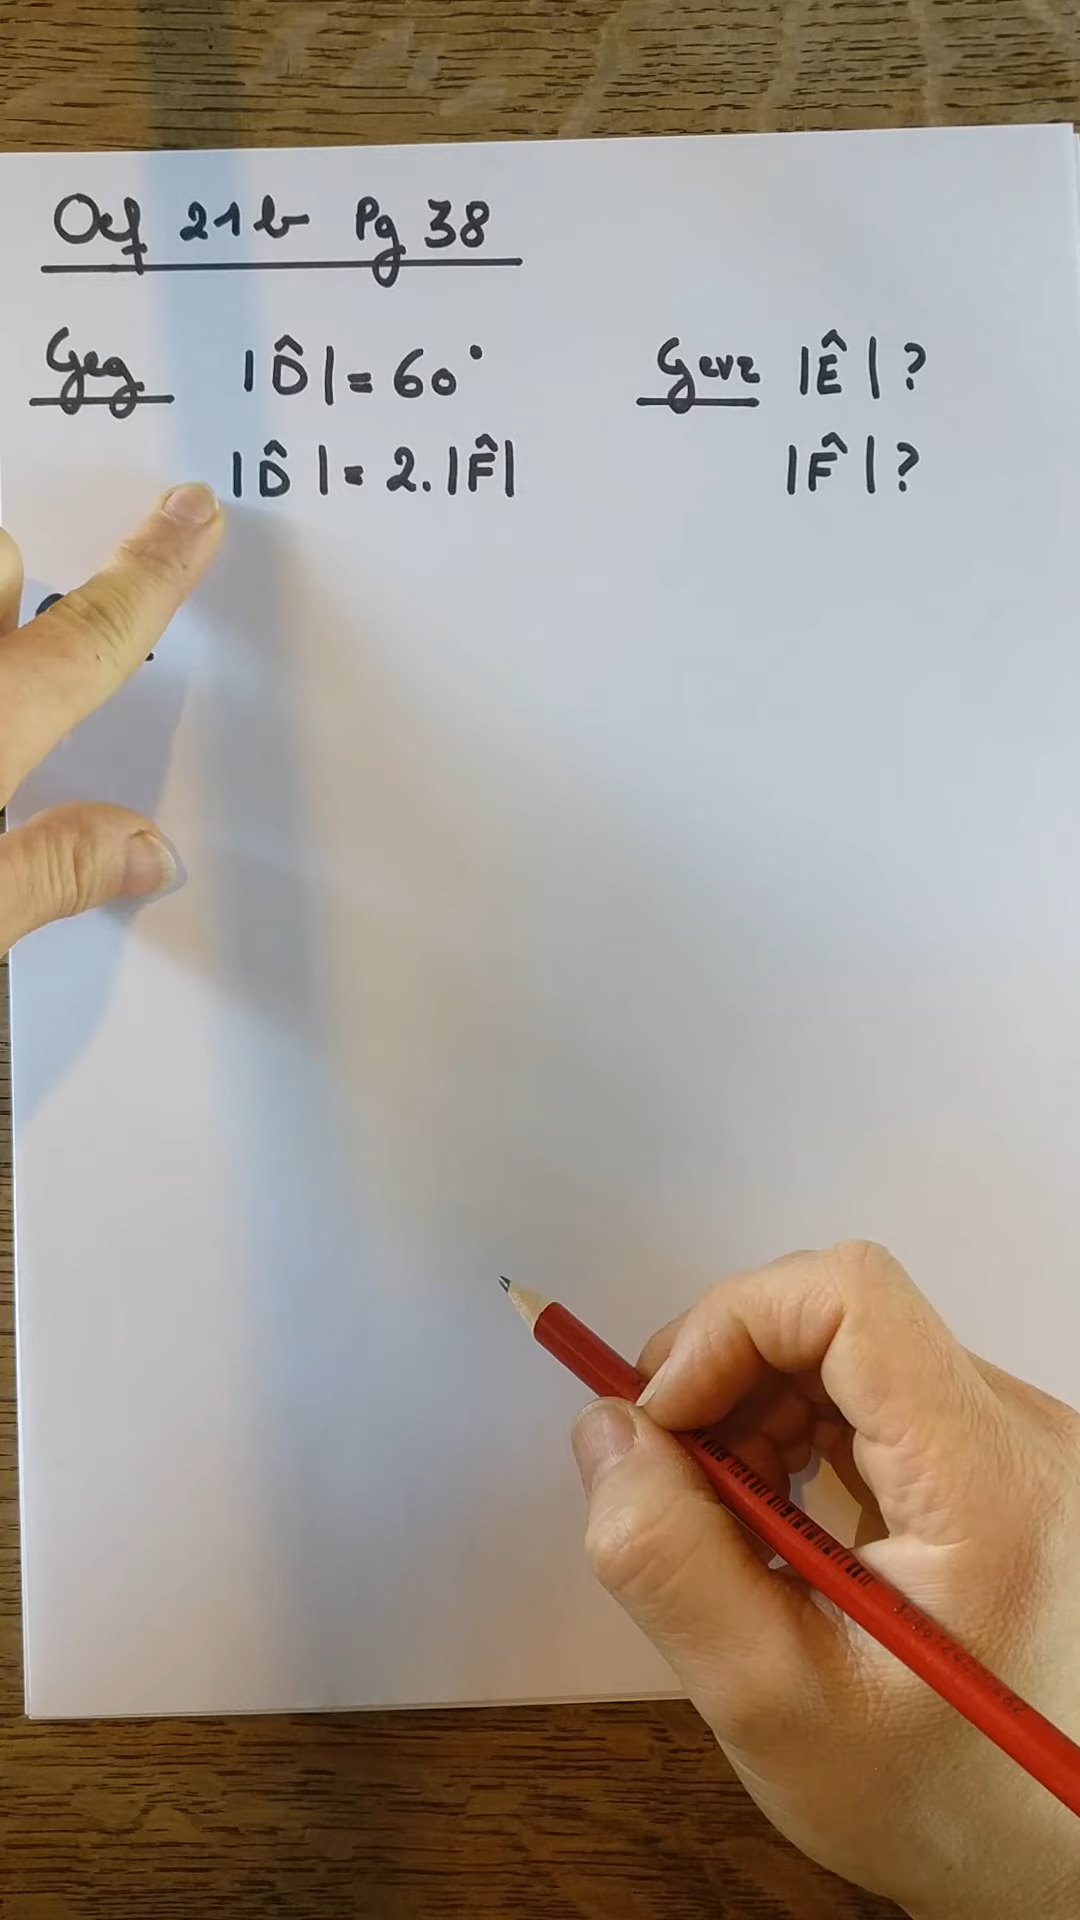 Oef 21b Pg 38
Geg |D̂| = 60°
|D̂| = 2.|F̂|
Gevr |Ê| ?
|F̂| ?